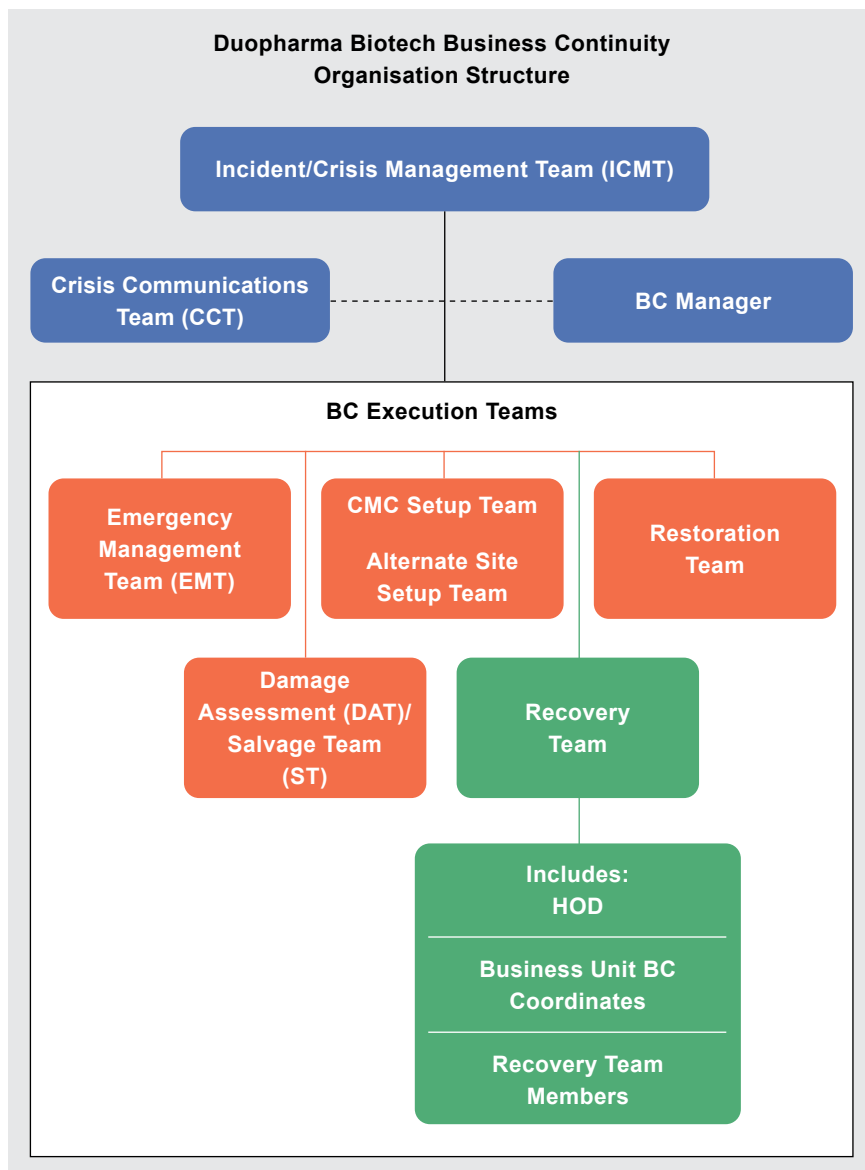 Duopharma Biotech Business Continuity
Organisation Structure
Incident/Crisis Management Team (ICMT)
Crisis Communications
Team (CCT)
BC Manager
BC Execution Teams
Emergency
Management
Team (EMT)
CMC Setup Team
Alternate Site
Setup Team
Restoration
Team
Damage
Assessment (DAT)/
Salvage Team
(ST)
Recovery
Team
Includes:
HOD
Business Unit BC
Coordinates
Recovery Team
Members